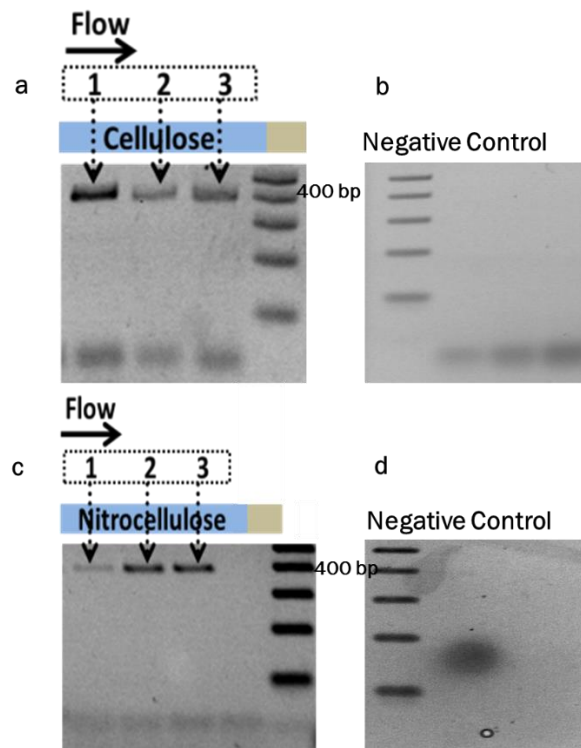 Flow
a
1 2 3
b
Cellulose
Negative Control
400 bp
Flow
c
1 2 3
d
Nitrocellulose
Negative Control
400 bp